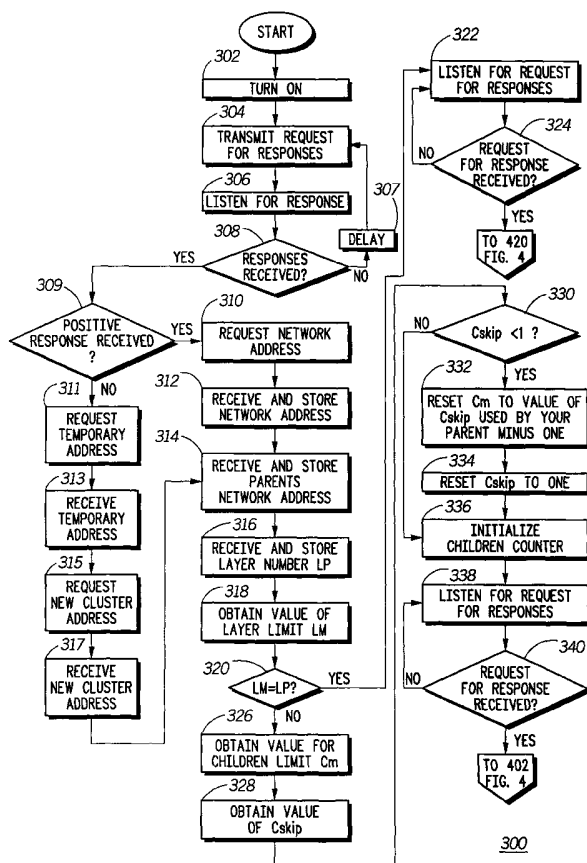 START
302
TURN ON
304
TRANSMIT REQUEST
FOR RESPONSES
306
LISTEN FOR RESPONSE
307
DELAY
308
RESPONSES
RECEIVED?
YES
NO
309
POSITIVE
RESPONSE RECEIVED
?
YES
NO
310
REQUEST NETWORK
ADDRESS
311
REQUEST
TEMPORARY
ADDRESS
312
RECEIVE AND STORE
NETWORK ADDRESS
313
RECEIVE
TEMPORARY
ADDRESS
314
RECEIVE AND STORE
PARENTS
NETWORK ADDRESS
315
REQUEST
NEW CLUSTER
ADDRESS
316
RECEIVE AND STORE
LAYER NUMBER LP
317
RECEIVE
NEW CLUSTER
ADDRESS
318
OBTAIN VALUE OF
LAYER LIMIT LM
320
LM=LP?
YES
NO
326
OBTAIN VALUE FOR
CHILDREN LIMIT Cm
328
OBTAIN VALUE
OF Cskip
322
LISTEN FOR REQUEST
FOR RESPONSES
324
REQUEST
FOR RESPONSE
RECEIVED?
NO
YES
TO 420
FIG. 4
330
Cskip <1 ?
NO
YES
332
RESET Cm TO VALUE OF
Cskip USED BY YOUR
PARENT MINUS ONE
334
RESET Cskip TO ONE
336
INITIALIZE
CHILDREN COUNTER
338
LISTEN FOR REQUEST
FOR RESPONSES
340
REQUEST
FOR RESPONSE
RECEIVED?
NO
YES
TO 402
FIG. 4
300